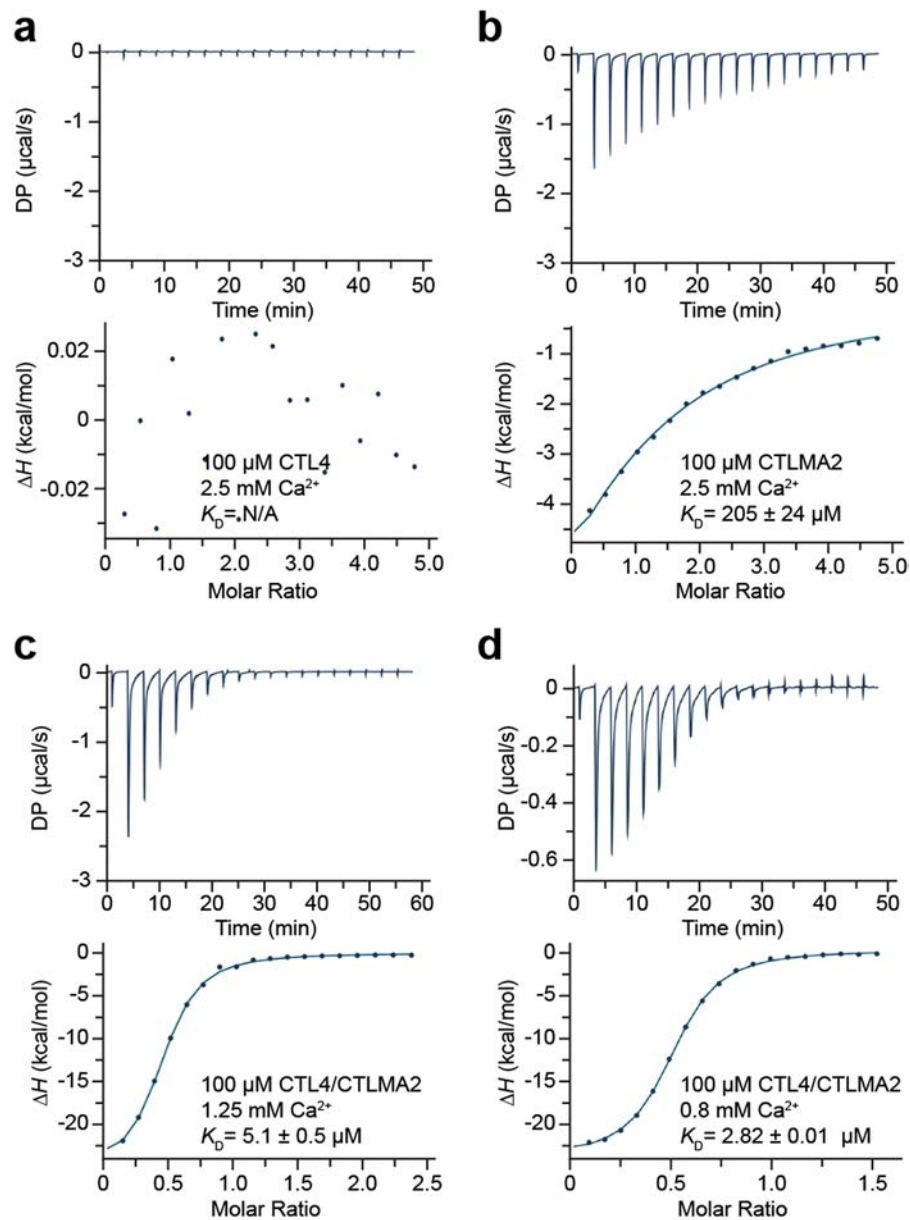 a
0
-1
-2
-3
DP (µcal/s)
0 10 20 30 40 50
Time (min)
0.02
0
-0.02
ΔH (kcal/mol)
100 µM CTL4
2.5 mM Ca²⁺
K_D = N/A
0 1.0 2.0 3.0 4.0 5.0
Molar Ratio
b
0
-1
-2
-3
DP (µcal/s)
0 10 20 30 40 50
Time (min)
-1
-2
-3
-4
ΔH (kcal/mol)
100 µM CTLMA2
2.5 mM Ca²⁺
K_D = 205 ± 24 µM
0 1.0 2.0 3.0 4.0 5.0
Molar Ratio
c
0
-1
-2
-3
DP (µcal/s)
0 10 20 30 40 50 60
Time (min)
0
-5
-10
-15
-20
ΔH (kcal/mol)
100 µM CTL4/CTLMA2
1.25 mM Ca²⁺
K_D = 5.1 ± 0.5 µM
0 0.5 1.0 1.5 2.0 2.5
Molar Ratio
d
0
-0.2
-0.4
-0.6
DP (µcal/s)
0 10 20 30 40 50
Time (min)
0
-5
-10
-15
-20
ΔH (kcal/mol)
100 µM CTL4/CTLMA2
0.8 mM Ca²⁺
K_D = 2.82 ± 0.01 µM
0 0.5 1.0 1.5
Molar Ratio